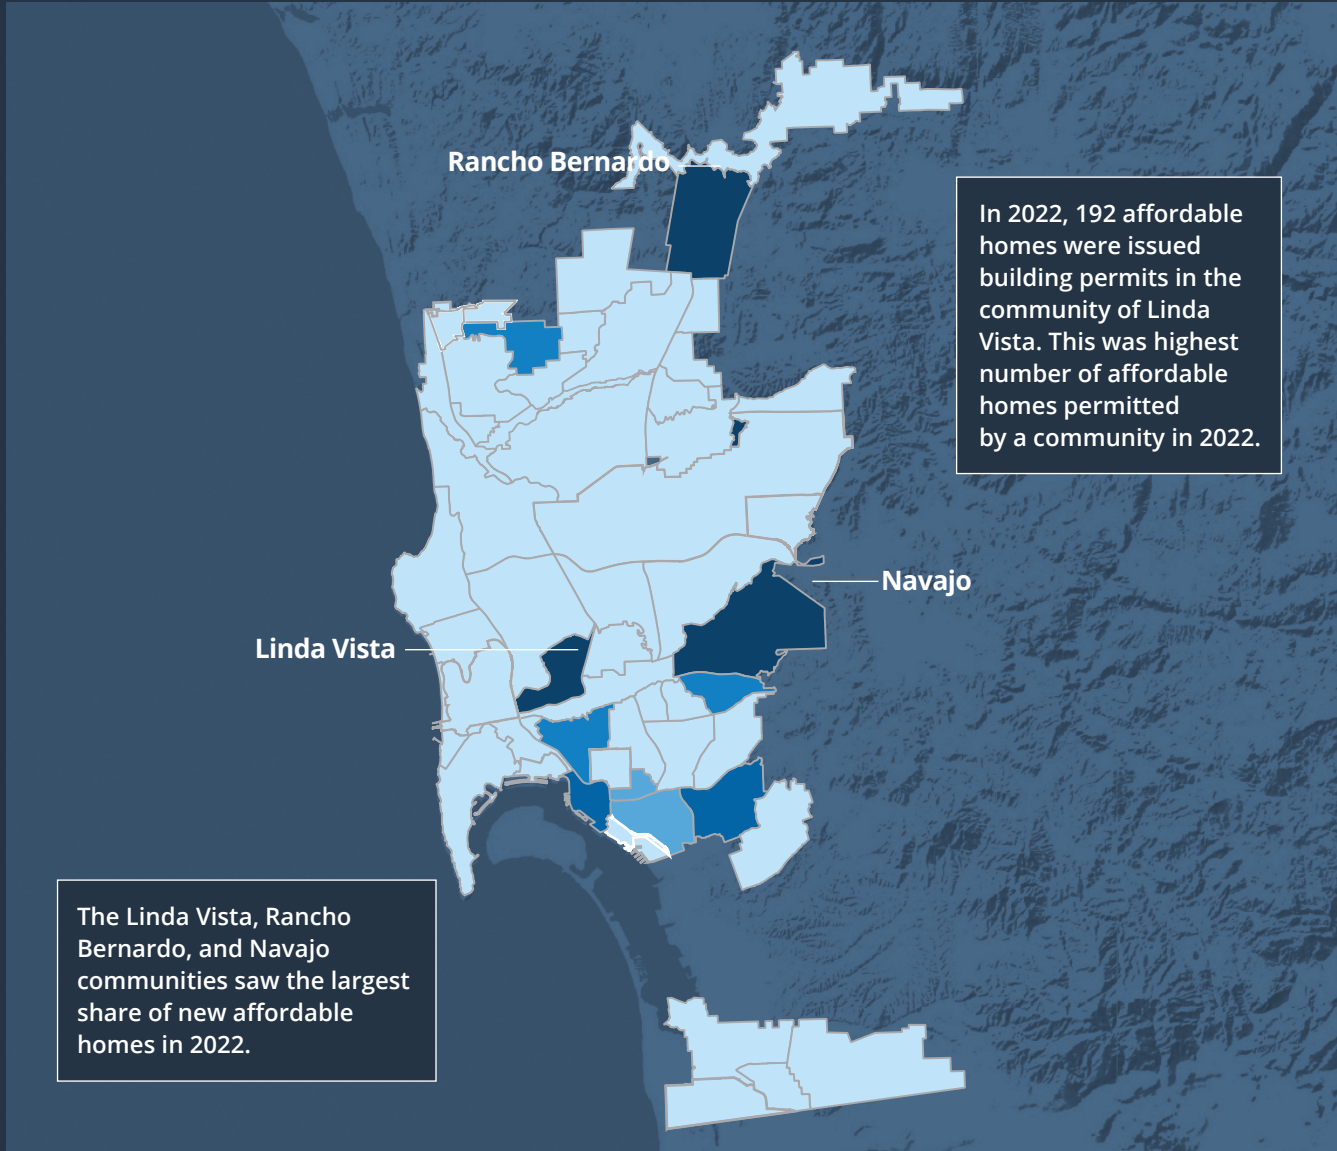 Rancho Bernardo
In 2022, 192 affordable
homes were issued
building permits in the
community of Linda
Vista. This was highest
number of affordable
homes permitted
by a community in 2022.
Navajo
Linda Vista
The Linda Vista, Rancho
Bernardo, and Navajo
communities saw the largest
share of new affordable
homes in 2022.